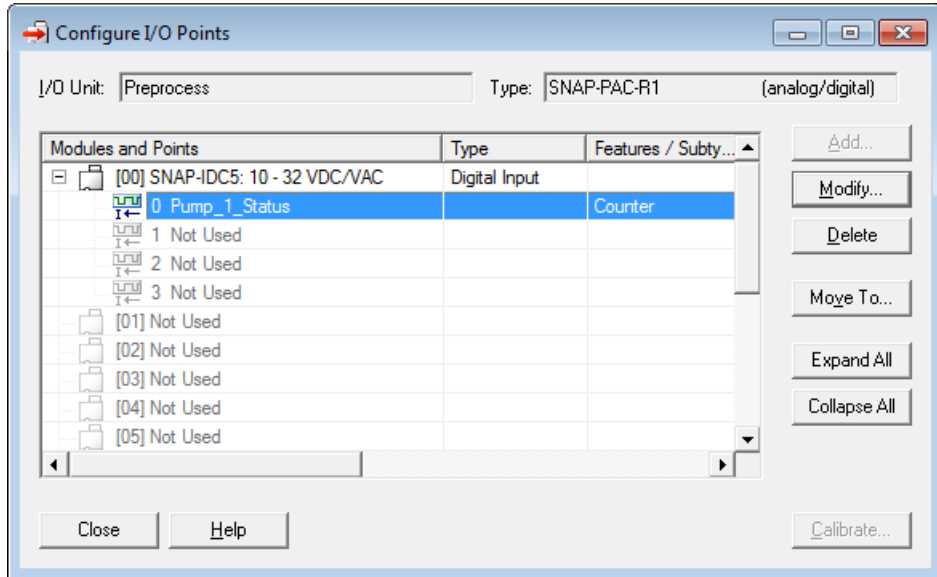 Configure I/O Points
I/O Unit: Preprocess Type: SNAP-PAC-R1 (analog/digital)
Modules and Points Type Features / Subty...
[00] SNAP-IDC5: 10 - 32 VDC/VAC Digital Input
0 Pump_1_Status Counter
1 Not Used
2 Not Used
3 Not Used
[01] Not Used
[02] Not Used
[03] Not Used
[04] Not Used
[05] Not Used
Add...
Modify...
Delete
Move To...
Expand All
Collapse All
Close Help Calibrate...